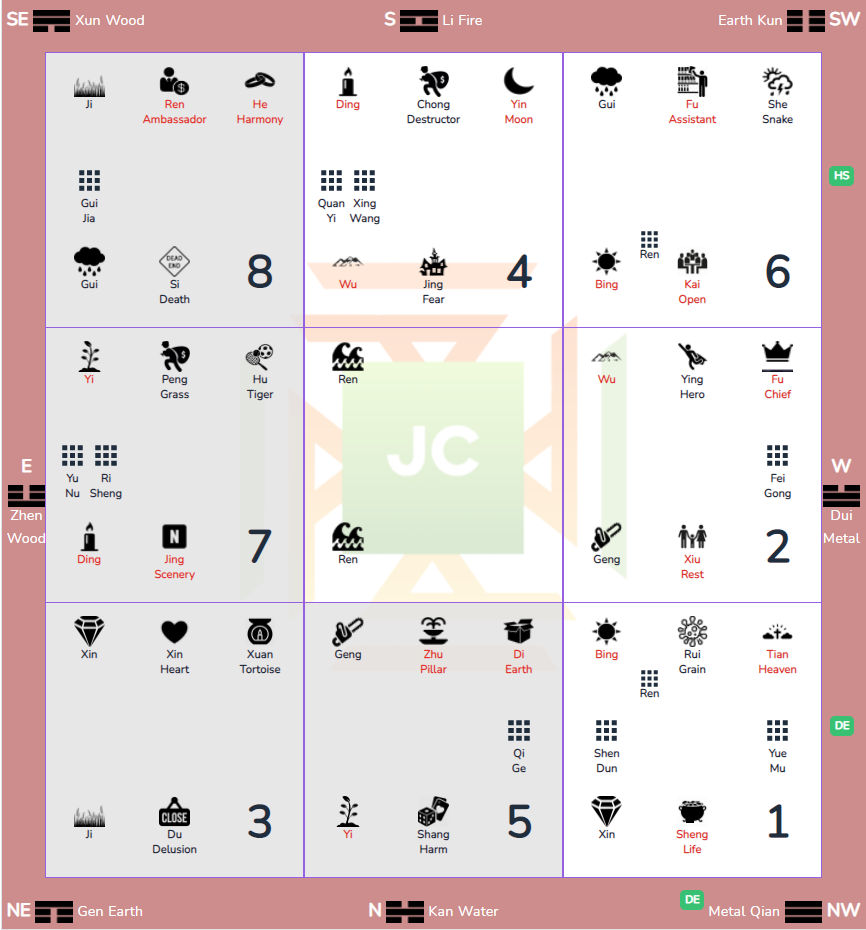 SE Xun Wood
S Li Fire
Earth Kun SW
Ji
Ren
Ambassador
He
Harmony
Gui
Jia
Gui
DEAD
END
Si
Death
8
Ding
Chong
Destructor
Yin
Moon
Quan
Yi
Xing
Wang
Wu
Jing
Fear
4
Gui
Fu
Assistant
She
Snake
Ren
Bing
Kai
Open
6
HS
E
Zhen
Wood
Yi
Peng
Grass
Hu
Tiger
Yu
Nu
Ri
Sheng
Ding
N
Jing
Scenery
7
Ren
JC
Ren
Wu
Ying
Hero
Fu
Chief
Fei
Gong
Geng
Xiu
Rest
2
W
Dui
Metal
Xin
Xin
Heart
A
Xuan
Tortoise
Ji
CLOSE
Du
Delusion
3
Geng
Zhu
Pillar
Di
Earth
Qi
Ge
Yi
Shang
Harm
5
Bing
Rui
Grain
Tian
Heaven
Ren
Shen
Dun
Yue
Mu
Xin
Sheng
Life
1
DE
NE Gen Earth
N Kan Water
DE
Metal Qian NW